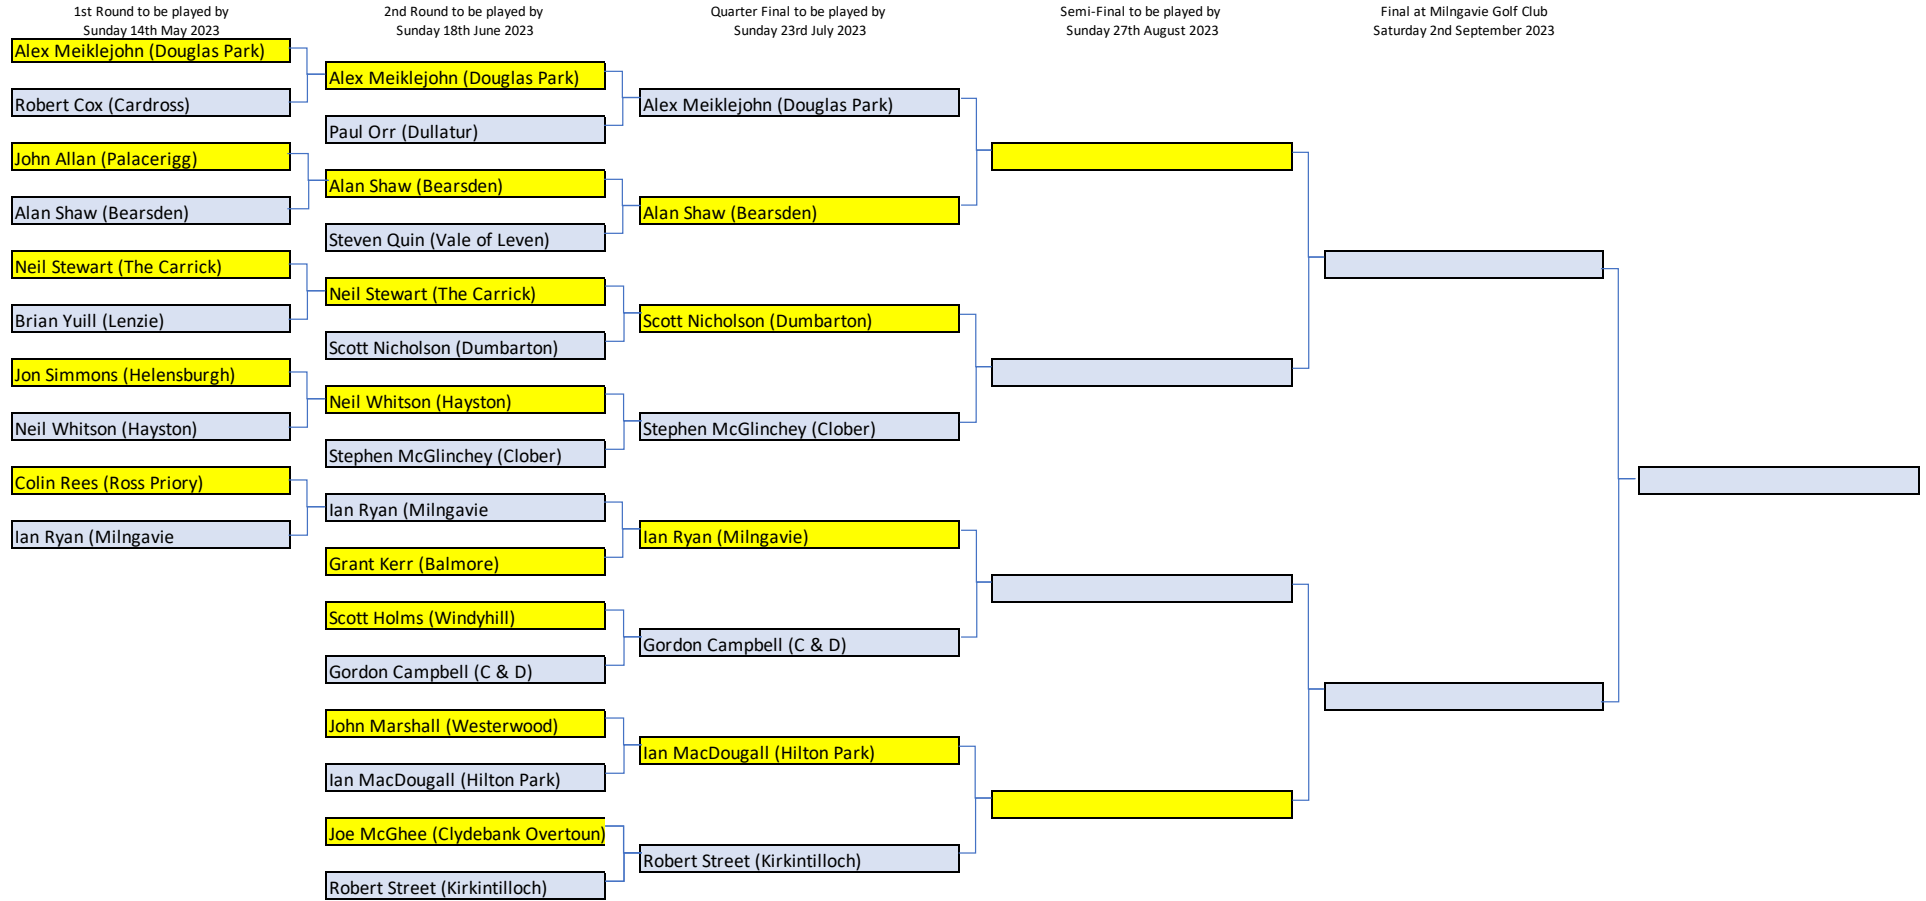 1st Round to be played by
Sunday 14th May 2023
2nd Round to be played by
Sunday 18th June 2023
Quarter Final to be played by
Sunday 23rd July 2023
Semi-Final to be played by
Sunday 27th August 2023
Final at Milngavie Golf Club
Saturday 2nd September 2023
Alex Meiklejohn (Douglas Park)
Robert Cox (Cardross)
John Allan (Palacerigg)
Alan Shaw (Bearsden)
Neil Stewart (The Carrick)
Brian Yuill (Lenzie)
Jon Simmons (Helensburgh)
Neil Whitson (Hayston)
Colin Rees (Ross Priory)
Ian Ryan (Milngavie
Alex Meiklejohn (Douglas Park)
Paul Orr (Dullatur)
Alan Shaw (Bearsden)
Steven Quin (Vale of Leven)
Neil Stewart (The Carrick)
Scott Nicholson (Dumbarton)
Neil Whitson (Hayston)
Stephen McGlinchey (Clober)
Ian Ryan (Milngavie
Grant Kerr (Balmore)
Scott Holms (Windyhill)
Gordon Campbell (C & D)
John Marshall (Westerwood)
Ian MacDougall (Hilton Park)
Joe McGhee (Clydebank Overtoun)
Robert Street (Kirkintilloch)
Alex Meiklejohn (Douglas Park)
Alan Shaw (Bearsden)
Scott Nicholson (Dumbarton)
Stephen McGlinchey (Clober)
Ian Ryan (Milngavie)
Gordon Campbell (C & D)
Ian MacDougall (Hilton Park)
Robert Street (Kirkintilloch)